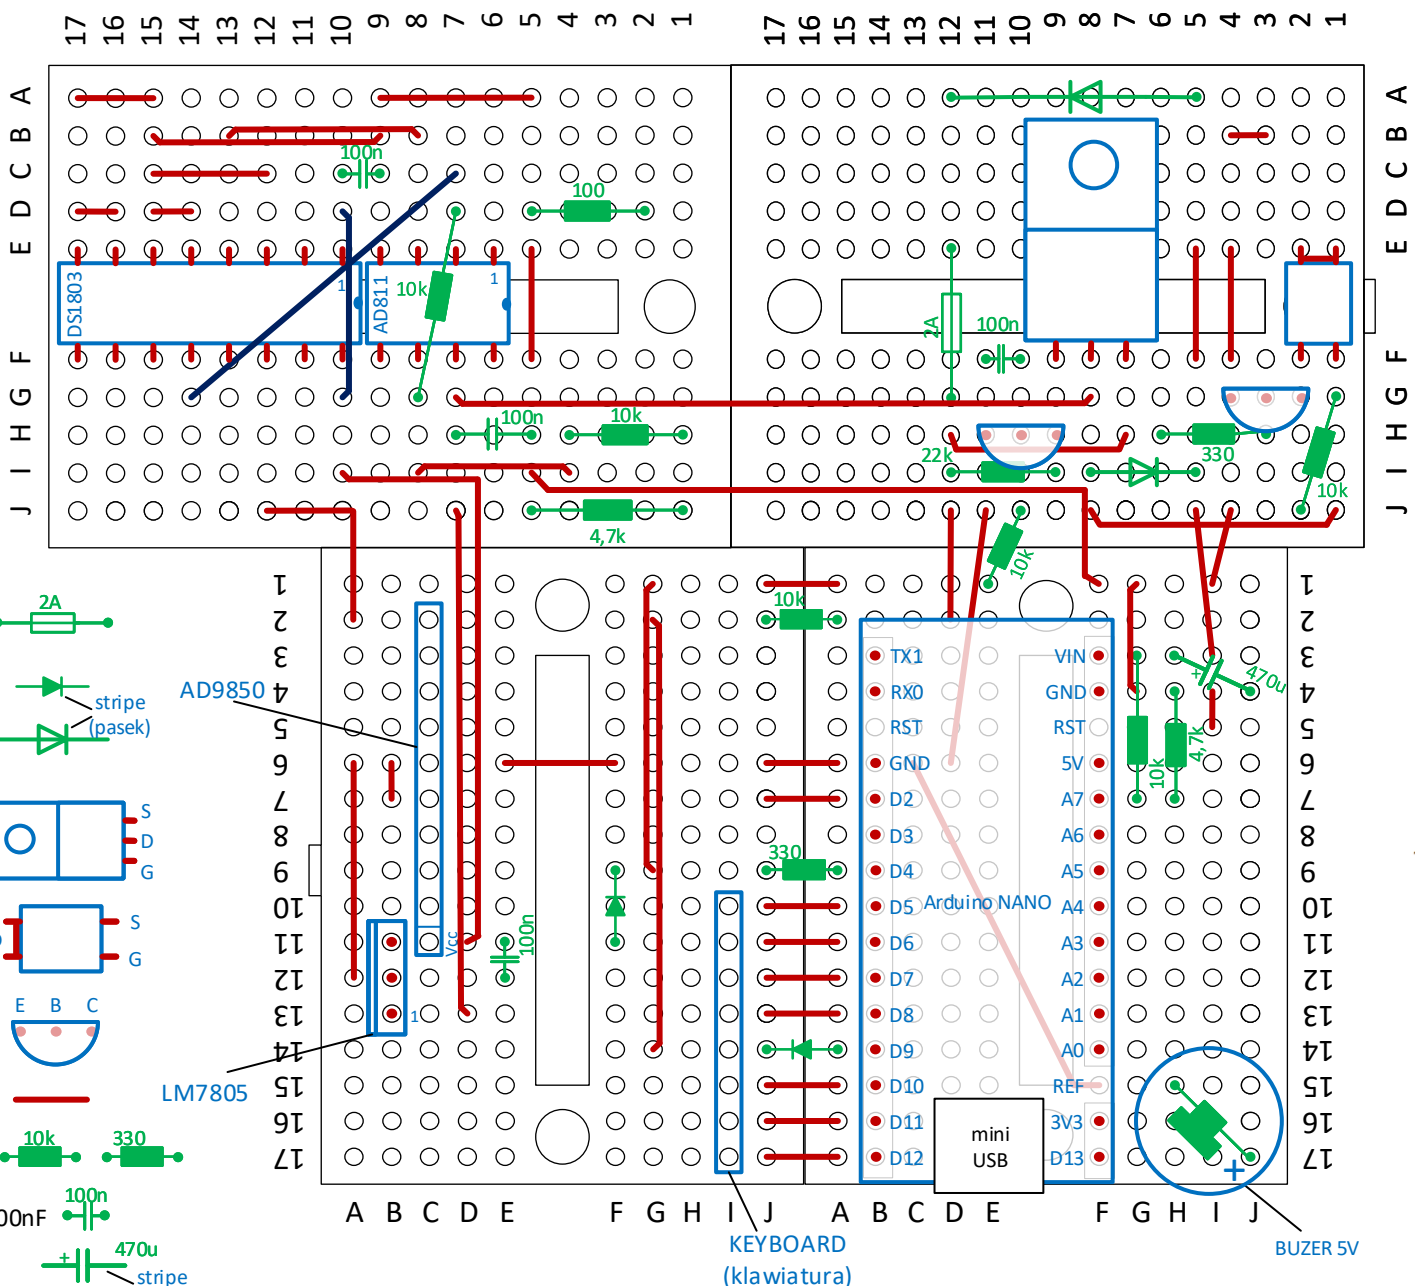 17 16 15 14 13 12 11 10 9 8 7 6 5 4 3 2 1 17 16 15 14 13 12 11 10 9 8 7 6 5 4 3 2 1
A A
B B
100n
C C
100
D D
E E
DS1803 1 AD811 1
10k
2A 100n
F F
G G
100n 10k
H H
22k 330
I I
10k
J J
4,7k
10k
1 1
2A 10k
2 2
3 TX1 VIN 3
AD9850 4 RX0 GND + 470u 4
stripe
(pasek)
5 RST RST 5
4,7k
6 GND 5V 6
10k
7 D2 A7 7
S
D
G
8 D3 A6 8
330
9 D4 A5 9
10 D5 Arduino NANO A4 10
S
G
11 Vcc 100n D6 A3 11
12 D7 A2 12
E B C
13 1 D8 A1 13
14 D9 A0 14
LM7805
15 D10 REF 15
16 D11 mini 3V3 16
10k 330
17 D12 USB D13 + 17
100n
00nF
A B C D E F G H I J A B C D E F G H I J
KEYBOARD
(klawiatura)
BUZER 5V
+ 470u
stripe